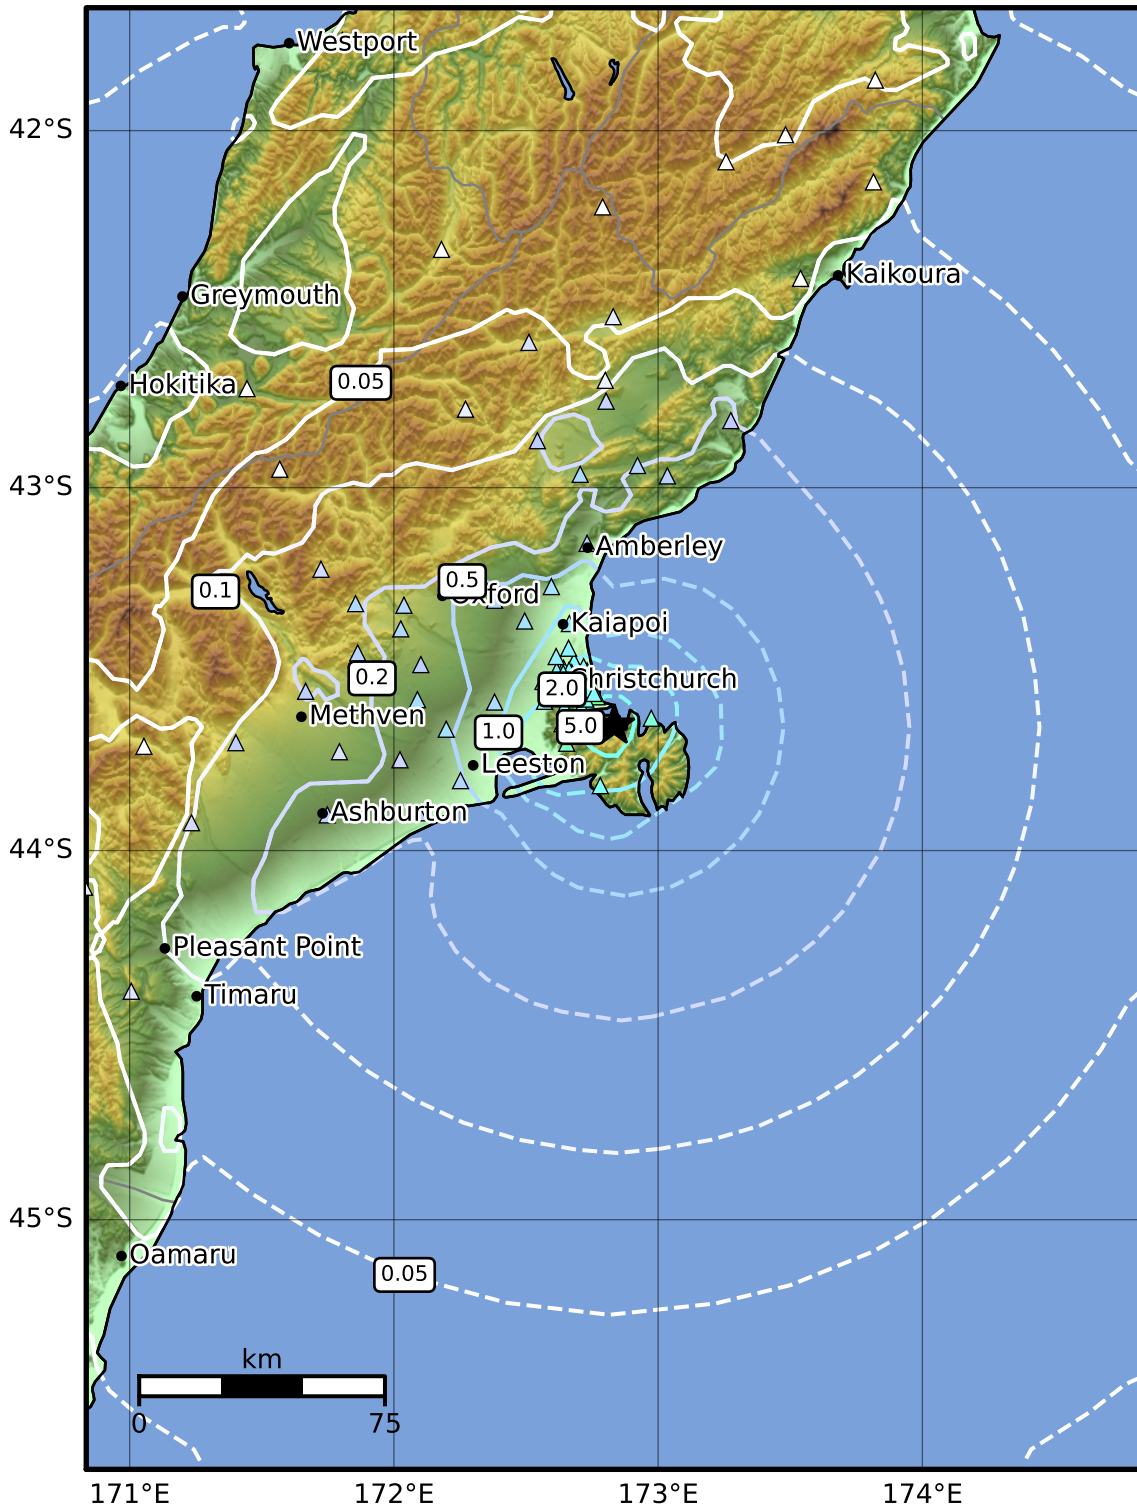 Westport
42°S
Kaikoura
Greymouth
Hokitika
0.05
43°S
Amberley
0.5
Oxford
0.1
Kaiapoi
0.2
Christchurch
2.0
Methven
5.0
1.0
Leeston
Ashburton
44°S
Pleasant Point
Timaru
45°S
Oamaru
0.05
km
0 75
171°E 172°E 173°E 174°E